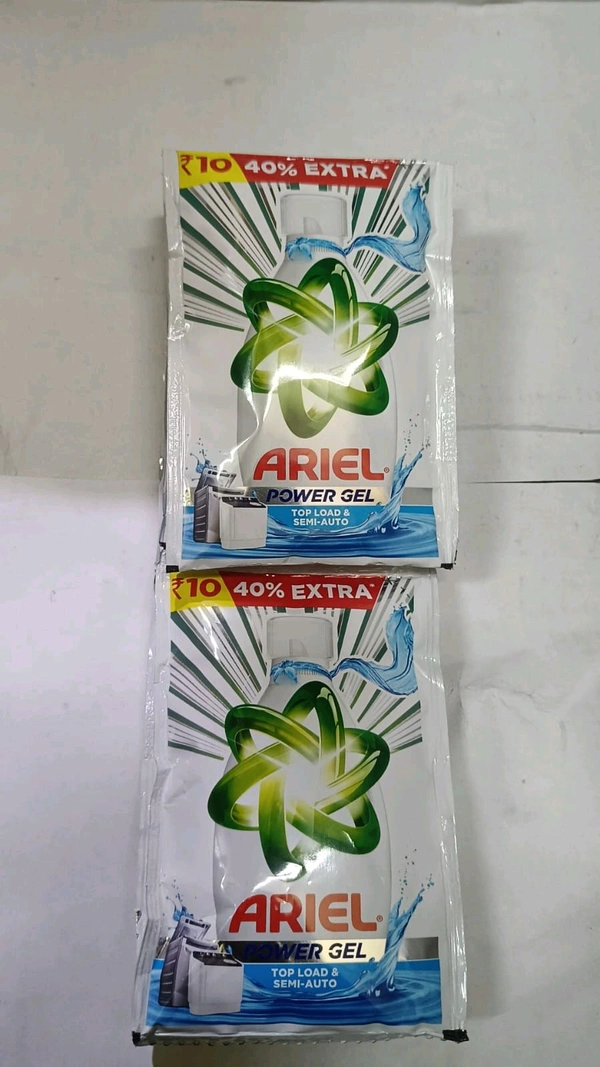 ₹10 40% EXTRA*
ARIEL®
POWER GEL
TOP LOAD &
SEMI-AUTO
₹10 40% EXTRA*
ARIEL®
POWER GEL
TOP LOAD &
SEMI-AUTO